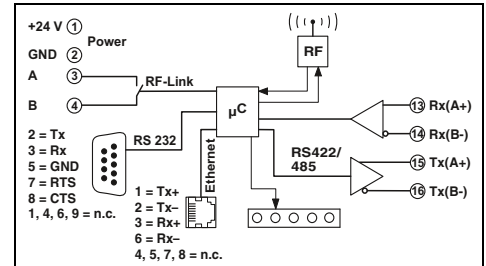 +24 V 1
Power
GND 2
A 3
RF-Link
B 4
RF
µC
13 Rx(A+)
14 Rx(B-)
RS422/
485
15 Tx(A+)
16 Tx(B-)
RS 232
2 = Tx
3 = Rx
5 = GND
7 = RTS
8 = CTS
1, 4, 6, 9 = n.c.
Ethernet
1 = Tx+
2 = Tx–
3 = Rx+
6 = Rx–
4, 5, 7, 8 = n.c.